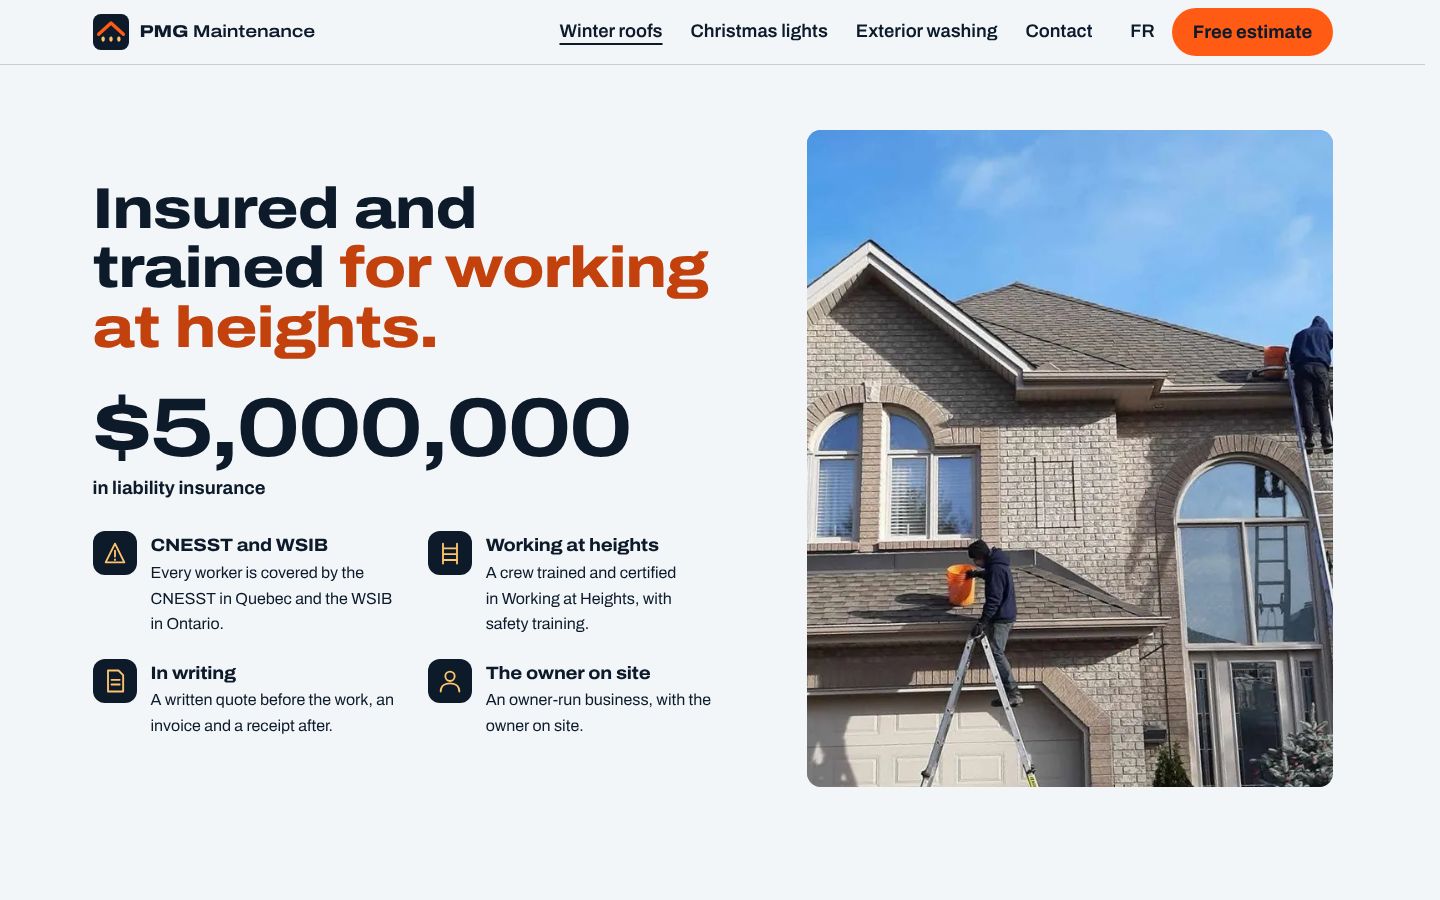 PMG Maintenance
Winter roofs
Christmas lights
Exterior washing
Contact
FR
Free estimate
Insured and
trained for working
at heights.
$5,000,000
in liability insurance
CNESST and WSIB
Every worker is covered by the
CNESST in Quebec and the WSIB
in Ontario.
Working at heights
A crew trained and certified
in Working at Heights, with
safety training.
In writing
A written quote before the work, an
invoice and a receipt after.
The owner on site
An owner-run business, with the
owner on site.